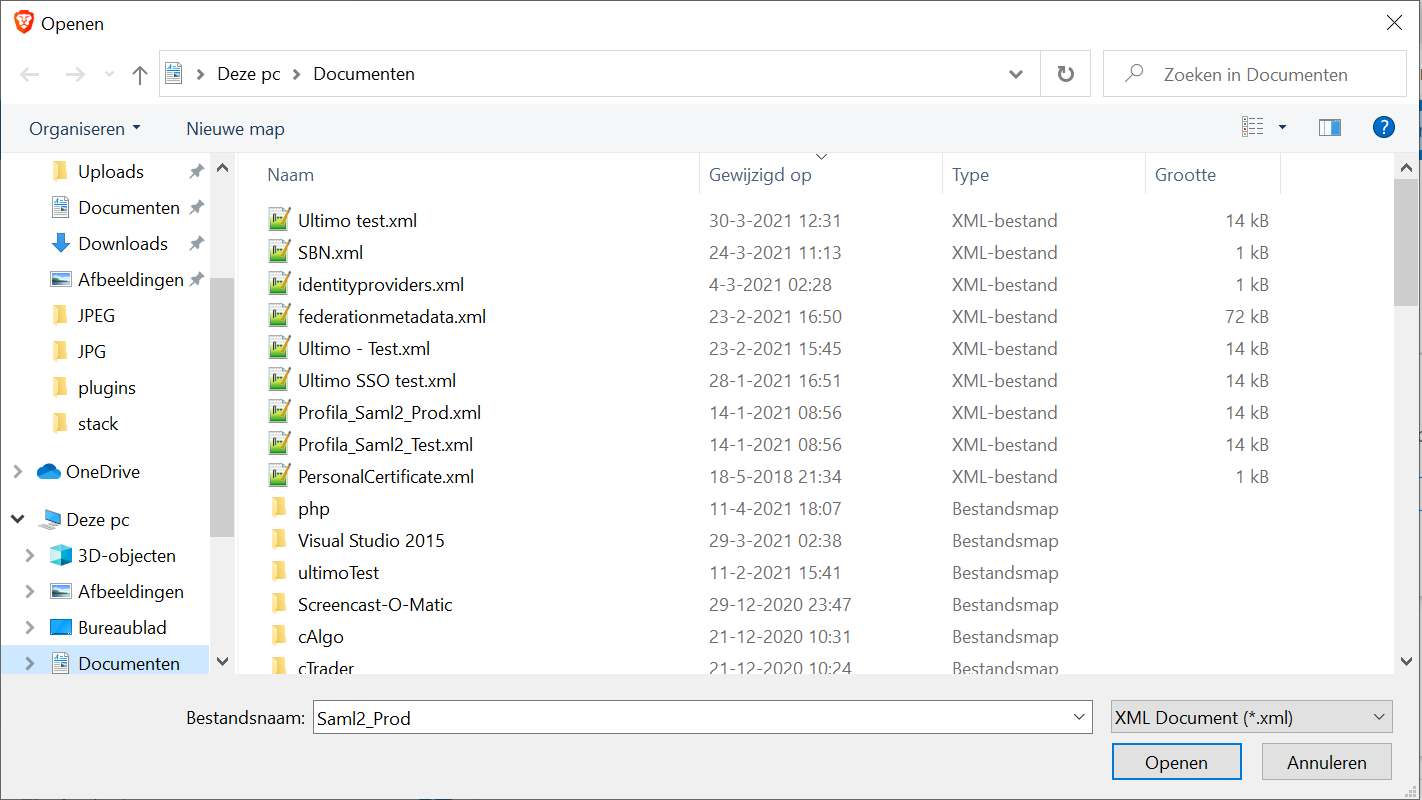 Openen
Deze pc
Documenten
Zoeken in Documenten
Organiseren
Nieuwe map
?
Uploads
Documenten
Downloads
Afbeeldingen
JPEG
JPG
plugins
stack
OneDrive
Deze pc
3D-objecten
Afbeeldingen
Bureaublad
Documenten
Naam Gewijzigd op Type Grootte
Ultimo test.xml 30-3-2021 12:31 XML-bestand 14 kB
SBN.xml 24-3-2021 11:13 XML-bestand 1 kB
identityproviders.xml 4-3-2021 02:28 XML-bestand 1 kB
federationmetadata.xml 23-2-2021 16:50 XML-bestand 72 kB
Ultimo - Test.xml 23-2-2021 15:45 XML-bestand 14 kB
Ultimo SSO test.xml 28-1-2021 16:51 XML-bestand 14 kB
Profila_Saml2_Prod.xml 14-1-2021 08:56 XML-bestand 14 kB
Profila_Saml2_Test.xml 14-1-2021 08:56 XML-bestand 14 kB
PersonalCertificate.xml 18-5-2018 21:34 XML-bestand 1 kB
php 11-4-2021 18:07 Bestandsmap
Visual Studio 2015 29-3-2021 02:38 Bestandsmap
ultimoTest 11-2-2021 15:41 Bestandsmap
Screencast-O-Matic 29-12-2020 23:47 Bestandsmap
cAlgo 21-12-2020 10:31 Bestandsmap
cTrader 21-12-2020 10:24 Bestandsmap
Bestandsnaam: Saml2_Prod XML Document (*.xml)
Openen Annuleren